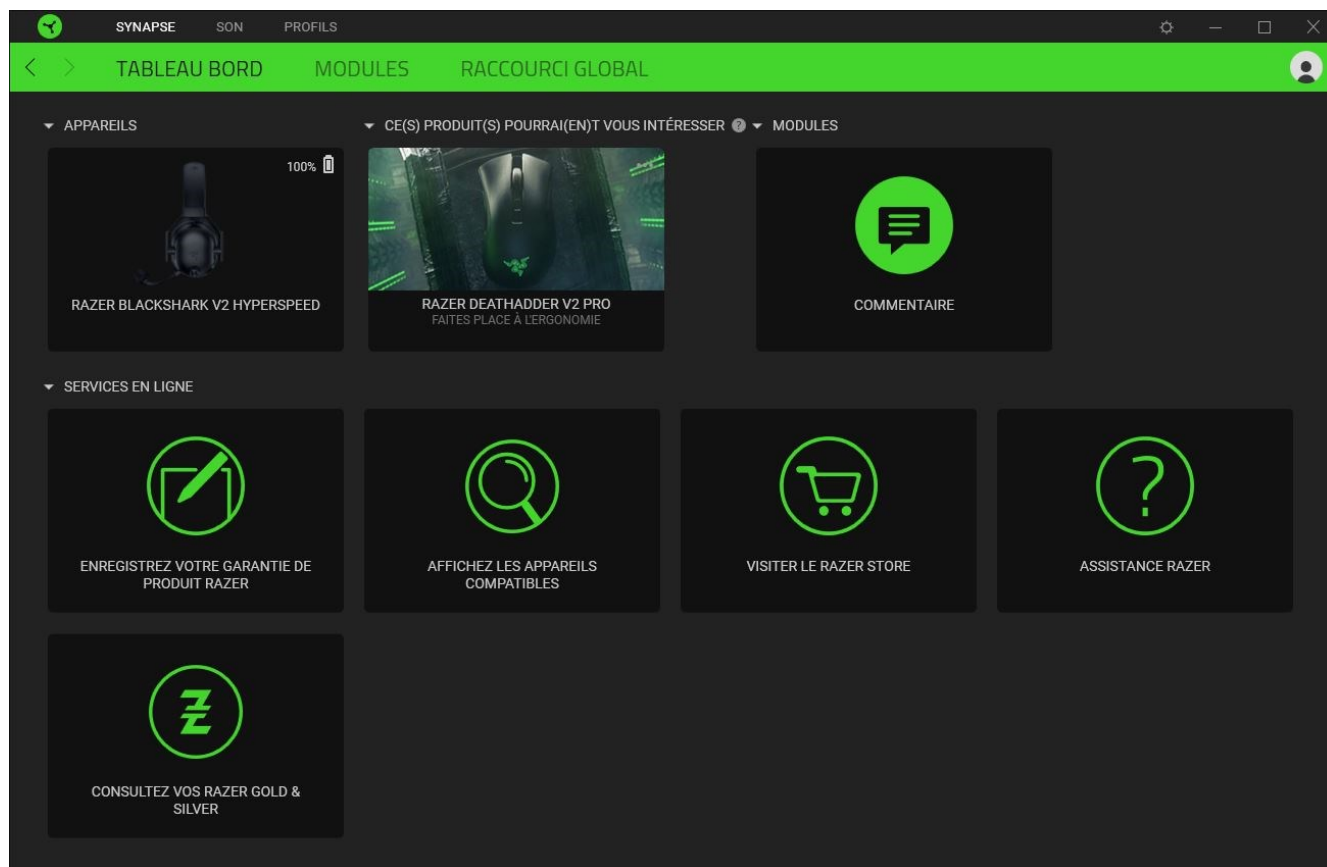 SYNAPSE SON PROFILS
TABLEAU BORD MODULES RACCOURCI GLOBAL
APPAREILS
100%
RAZER BLACKSHARK V2 HYPERSPEED
CE(S) PRODUIT(S) POURRAI(EN)T VOUS INTÉRESSER ?
RAZER DEATHADDER V2 PRO
FAITES PLACE À L'ERGONOMIE
MODULES
COMMENTAIRE
SERVICES EN LIGNE
ENREGISTREZ VOTRE GARANTIE DE
PRODUIT RAZER
AFFICHEZ LES APPAREILS
COMPATIBLES
VISITER LE RAZER STORE
?
ASSISTANCE RAZER
CONSULTEZ VOS RAZER GOLD &
SILVER